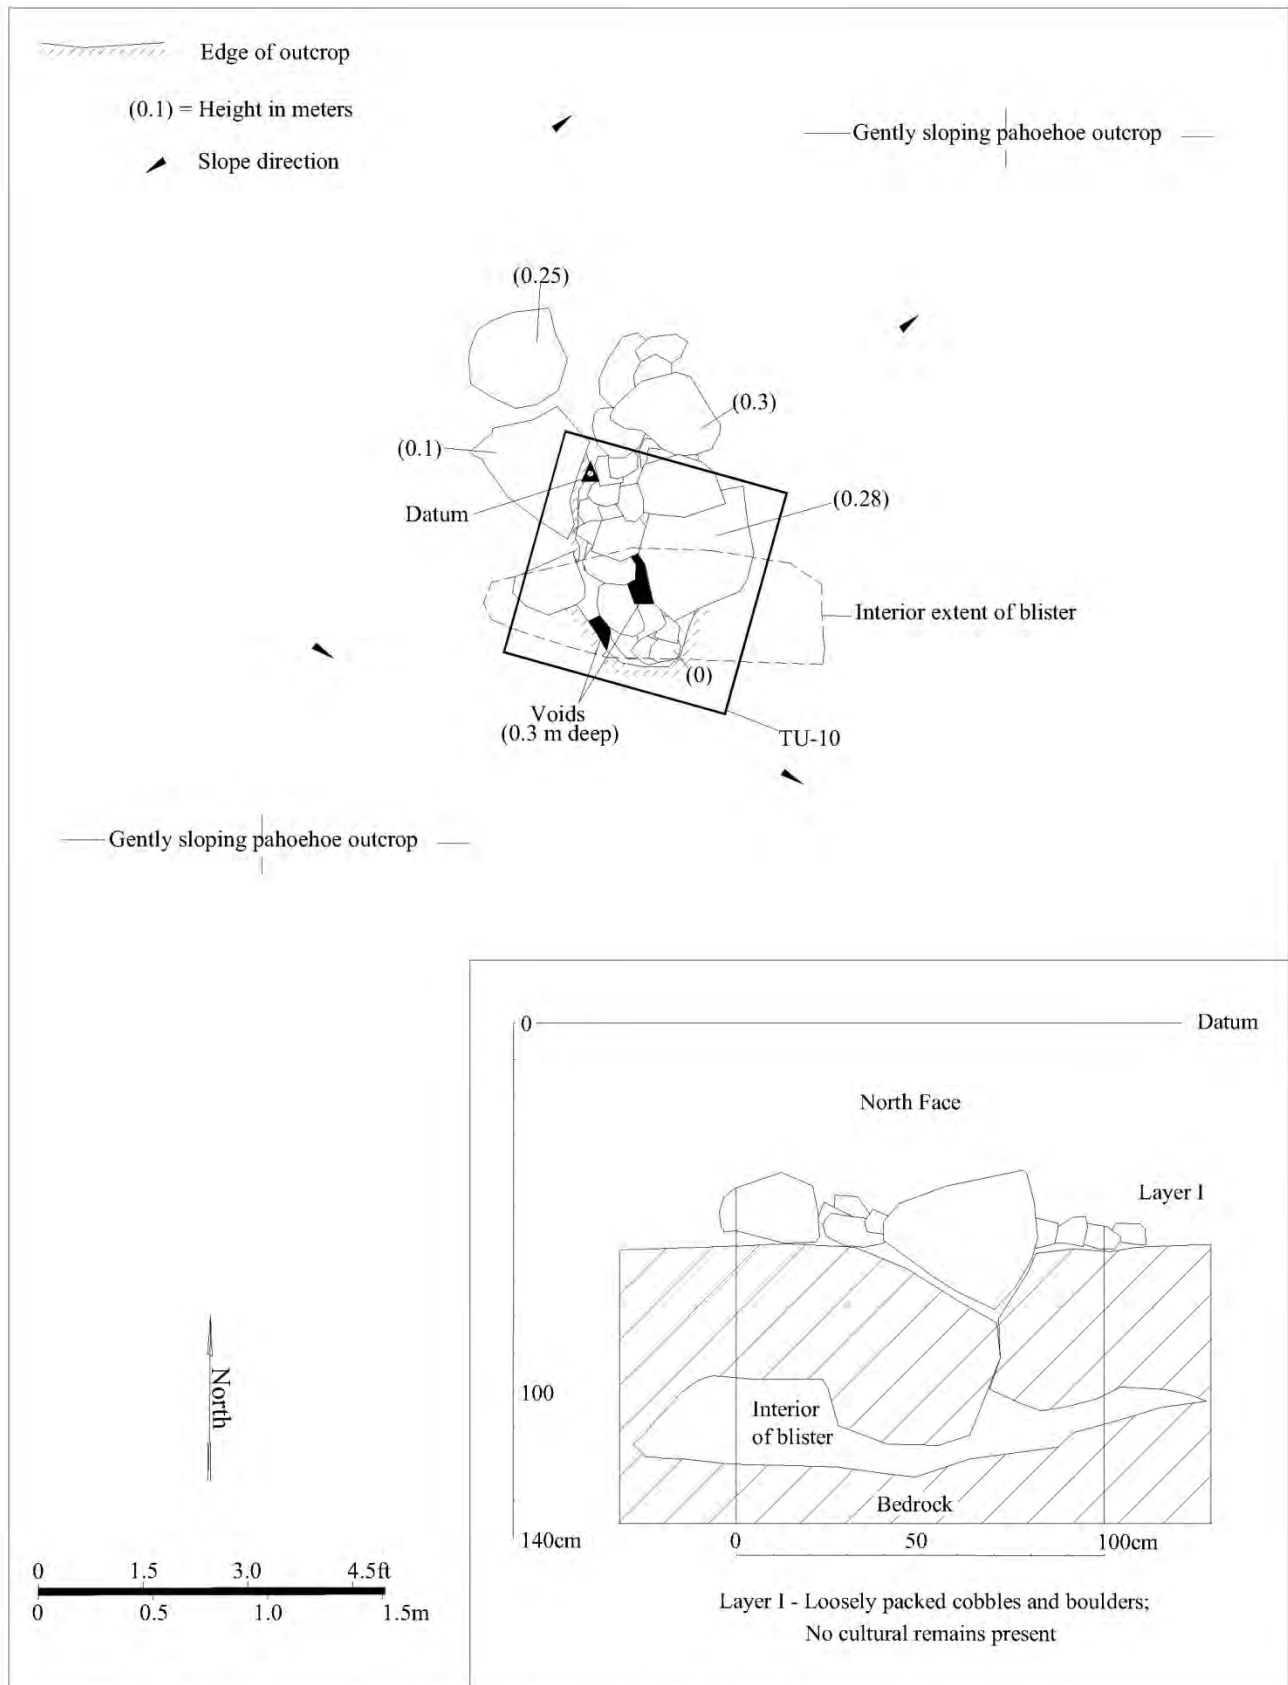 Edge of outcrop
(0.1) = Height in meters
Slope direction
Gently sloping pahoehoe outcrop
(0.25)
(0.3)
(0.1)
Datum
(0.28)
Interior extent of blister
(0)
Voids
(0.3 m deep)
TU-10
Gently sloping pahoehoe outcrop
0
Datum
North Face
Layer I
100
Interior
of blister
Bedrock
140cm
0 50 100cm
Layer I - Loosely packed cobbles and boulders;
No cultural remains present
North
0 1.5 3.0 4.5ft
0 0.5 1.0 1.5m